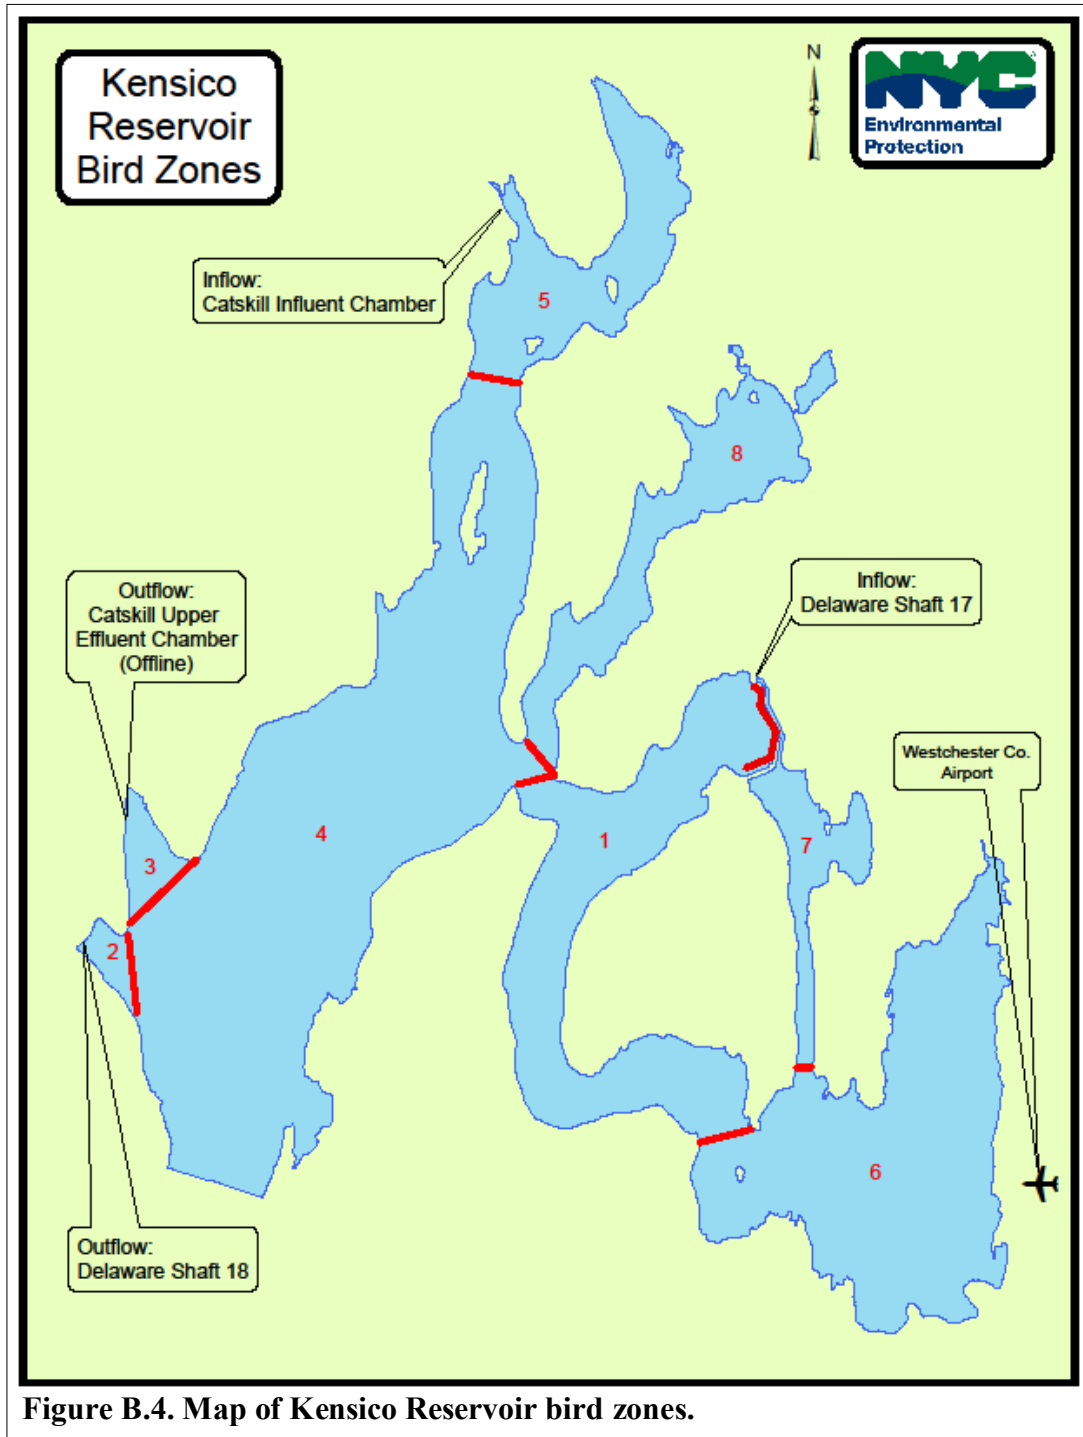 Kensico
Reservoir
Bird Zones
N
NYC
Environmental
Protection
Inflow:
Catskill Influent Chamber
5
8
Outflow:
Catskill Upper
Effluent Chamber
(Offline)
Inflow:
Delaware Shaft 17
Westchester Co.
Airport
4
1
7
3
2
6
Outflow:
Delaware Shaft 18
Figure B.4. Map of Kensico Reservoir bird zones.